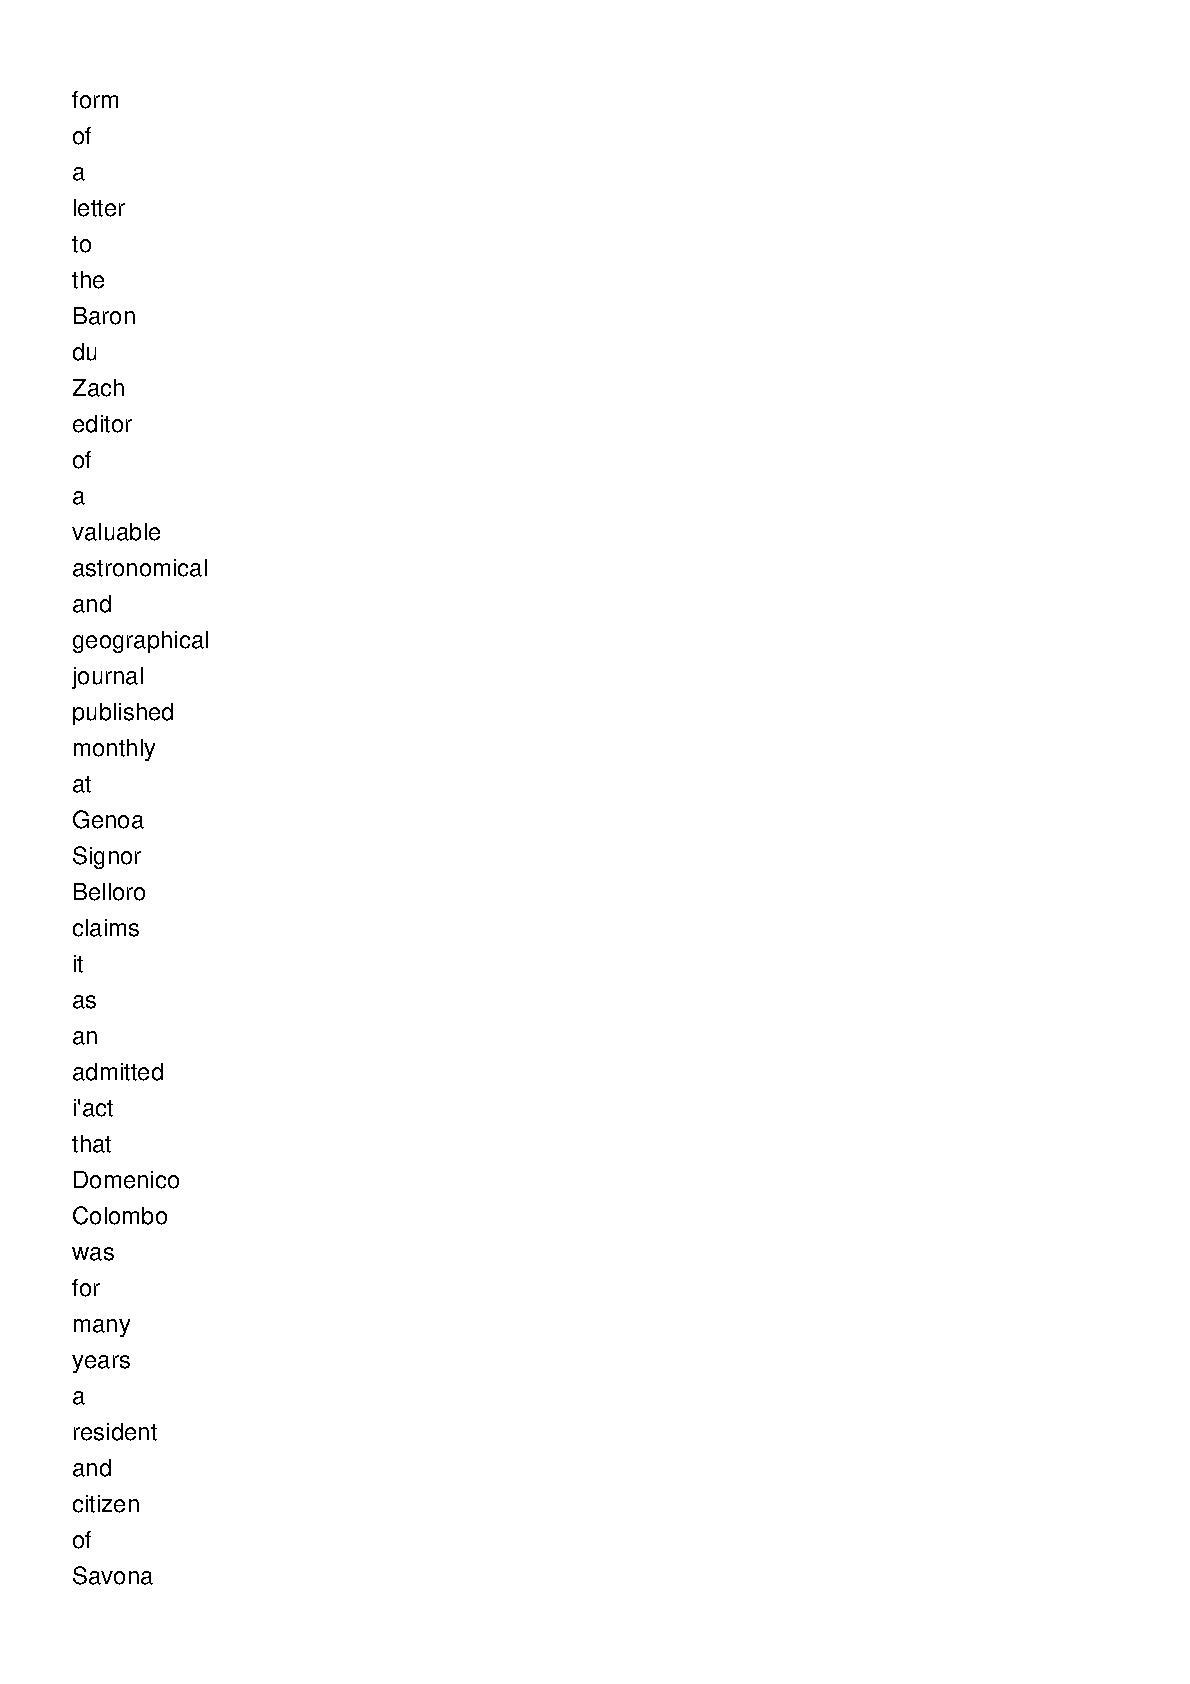 form
of
a
letter
to
the
Baron
du
Zach
editor
of
a
valuable
astronomical
and
geographical
journal
published
monthly
at
Genoa
Signor
Belloro
claims
it
as
an
admitted
i'act
that
Domenico
Colombo
was
for
many
years
a
resident
and
citizen
of
Savona